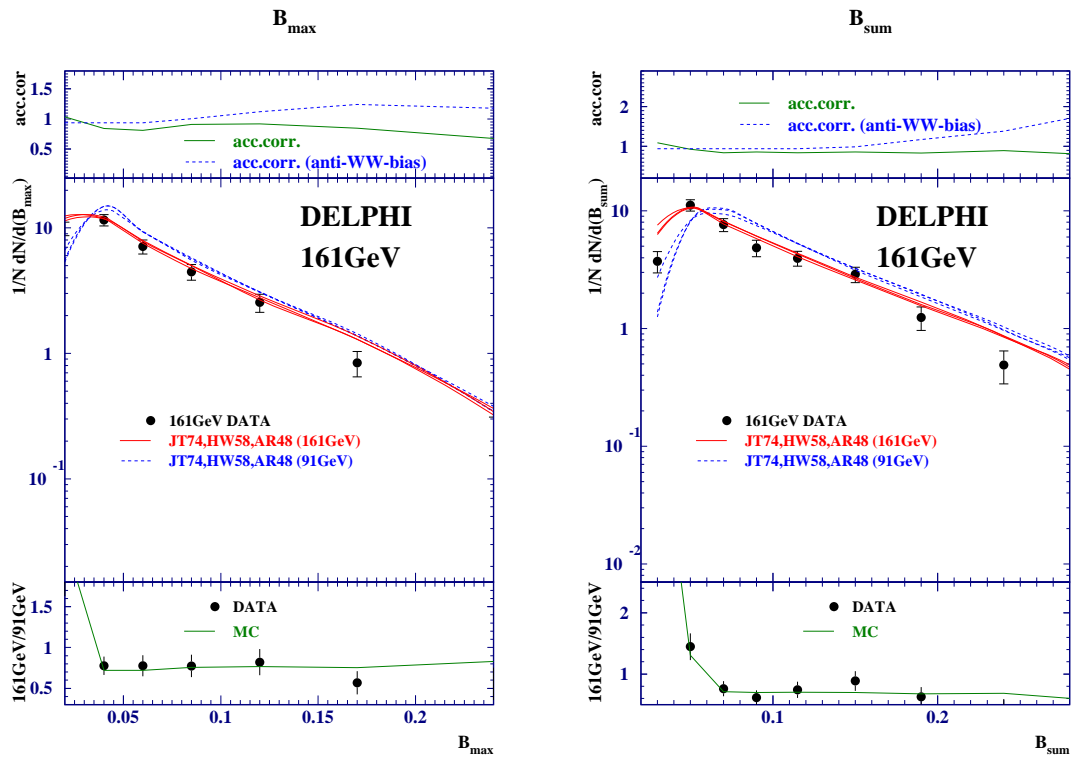 B_max
acc.cor
1.5
1
0.5
acc.corr.
acc.corr. (anti-WW-bias)
1/N dN/d(B_max)
10
1
10^-1
DELPHI
161GeV
161GeV DATA
JT74,HW58,AR48 (161GeV)
JT74,HW58,AR48 (91GeV)
161GeV/91GeV
1.5
1
0.5
DATA
MC
0.05
0.1
0.15
0.2
B_max
B_sum
acc.cor
2
1
acc.corr.
acc.corr. (anti-WW-bias)
1/N dN/d(B_sum)
10
1
10^-1
10^-2
DELPHI
161GeV
161GeV DATA
JT74,HW58,AR48 (161GeV)
JT74,HW58,AR48 (91GeV)
161GeV/91GeV
2
1
DATA
MC
0.1
0.2
B_sum